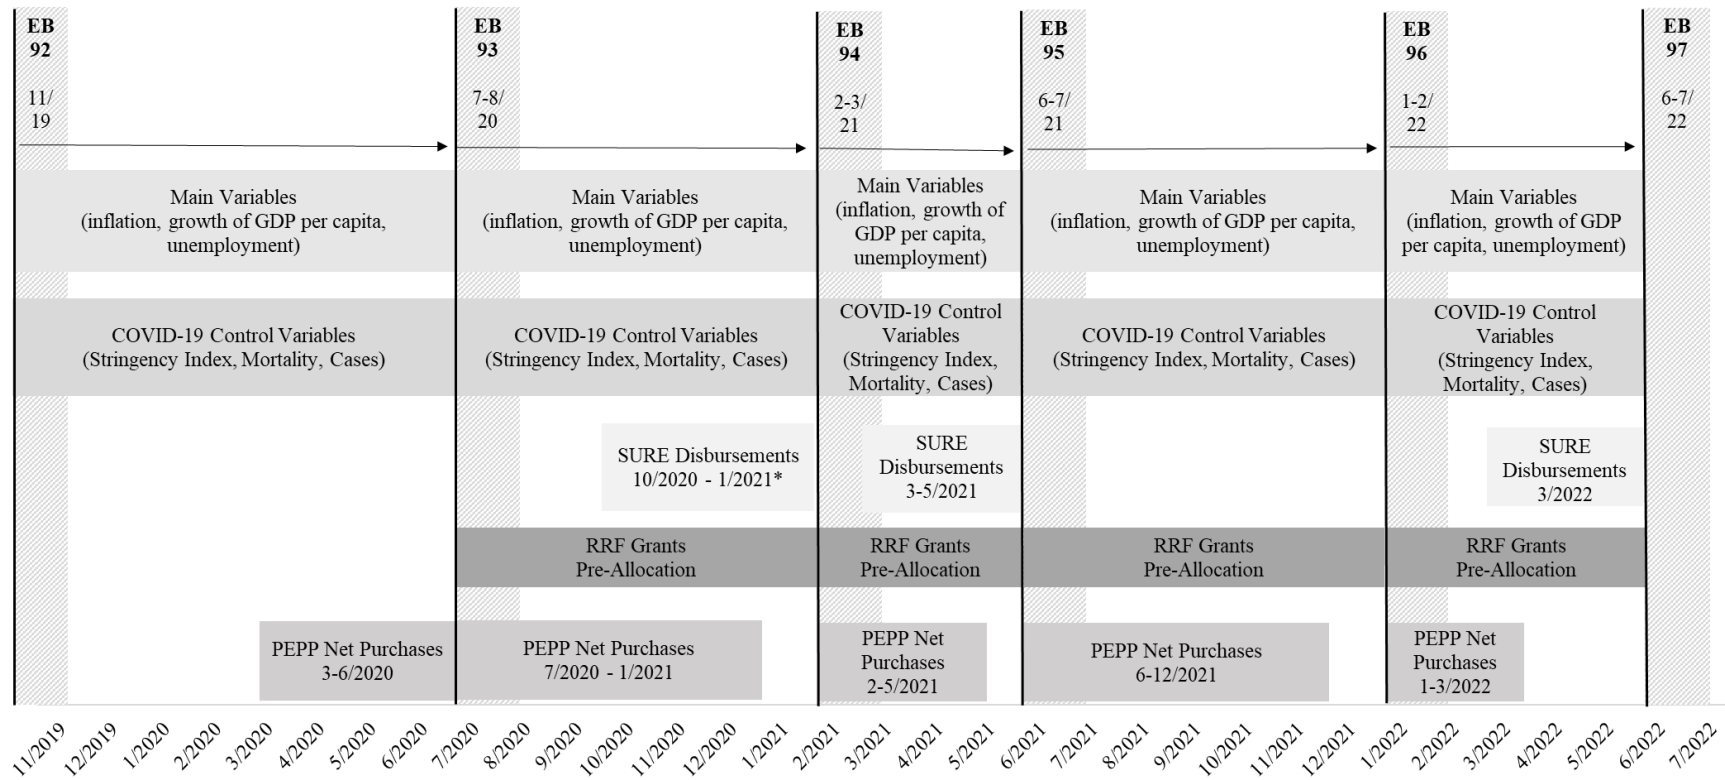 EB
92
11/
19
EB
93
7-8/
20
EB
94
2-3/
21
EB
95
6-7/
21
EB
96
1-2/
22
EB
97
6-7/
22
Main Variables
(inflation, growth of GDP per capita,
unemployment)
Main Variables
(inflation, growth of GDP per capita,
unemployment)
Main Variables
(inflation, growth of
GDP per capita,
unemployment)
Main Variables
(inflation, growth of GDP per capita,
unemployment)
Main Variables
(inflation, growth of GDP
per capita, unemployment)
COVID-19 Control Variables
(Stringency Index, Mortality, Cases)
COVID-19 Control Variables
(Stringency Index, Mortality, Cases)
COVID-19 Control
Variables
(Stringency Index,
Mortality, Cases)
COVID-19 Control Variables
(Stringency Index, Mortality, Cases)
COVID-19 Control
Variables
(Stringency Index,
Mortality, Cases)
SURE Disbursements
10/2020 - 1/2021*
SURE
Disbursements
3-5/2021
SURE
Disbursements
3/2022
RRF Grants
Pre-Allocation
RRF Grants
Pre-Allocation
RRF Grants
Pre-Allocation
RRF Grants
Pre-Allocation
PEPP Net Purchases
3-6/2020
PEPP Net Purchases
7/2020 - 1/2021
PEPP Net
Purchases
2-5/2021
PEPP Net Purchases
6-12/2021
PEPP Net
Purchases
1-3/2022
11/2019
12/2019
1/2020
2/2020
3/2020
4/2020
5/2020
6/2020
7/2020
8/2020
9/2020
10/2020
11/2020
12/2020
1/2021
2/2021
3/2021
5/2021
6/2021
7/2021
8/2021
9/2021
10/2021
11/2021
12/2021
1/2022
2/2022
3/2022
4/2022
5/2022
6/2022
7/2022